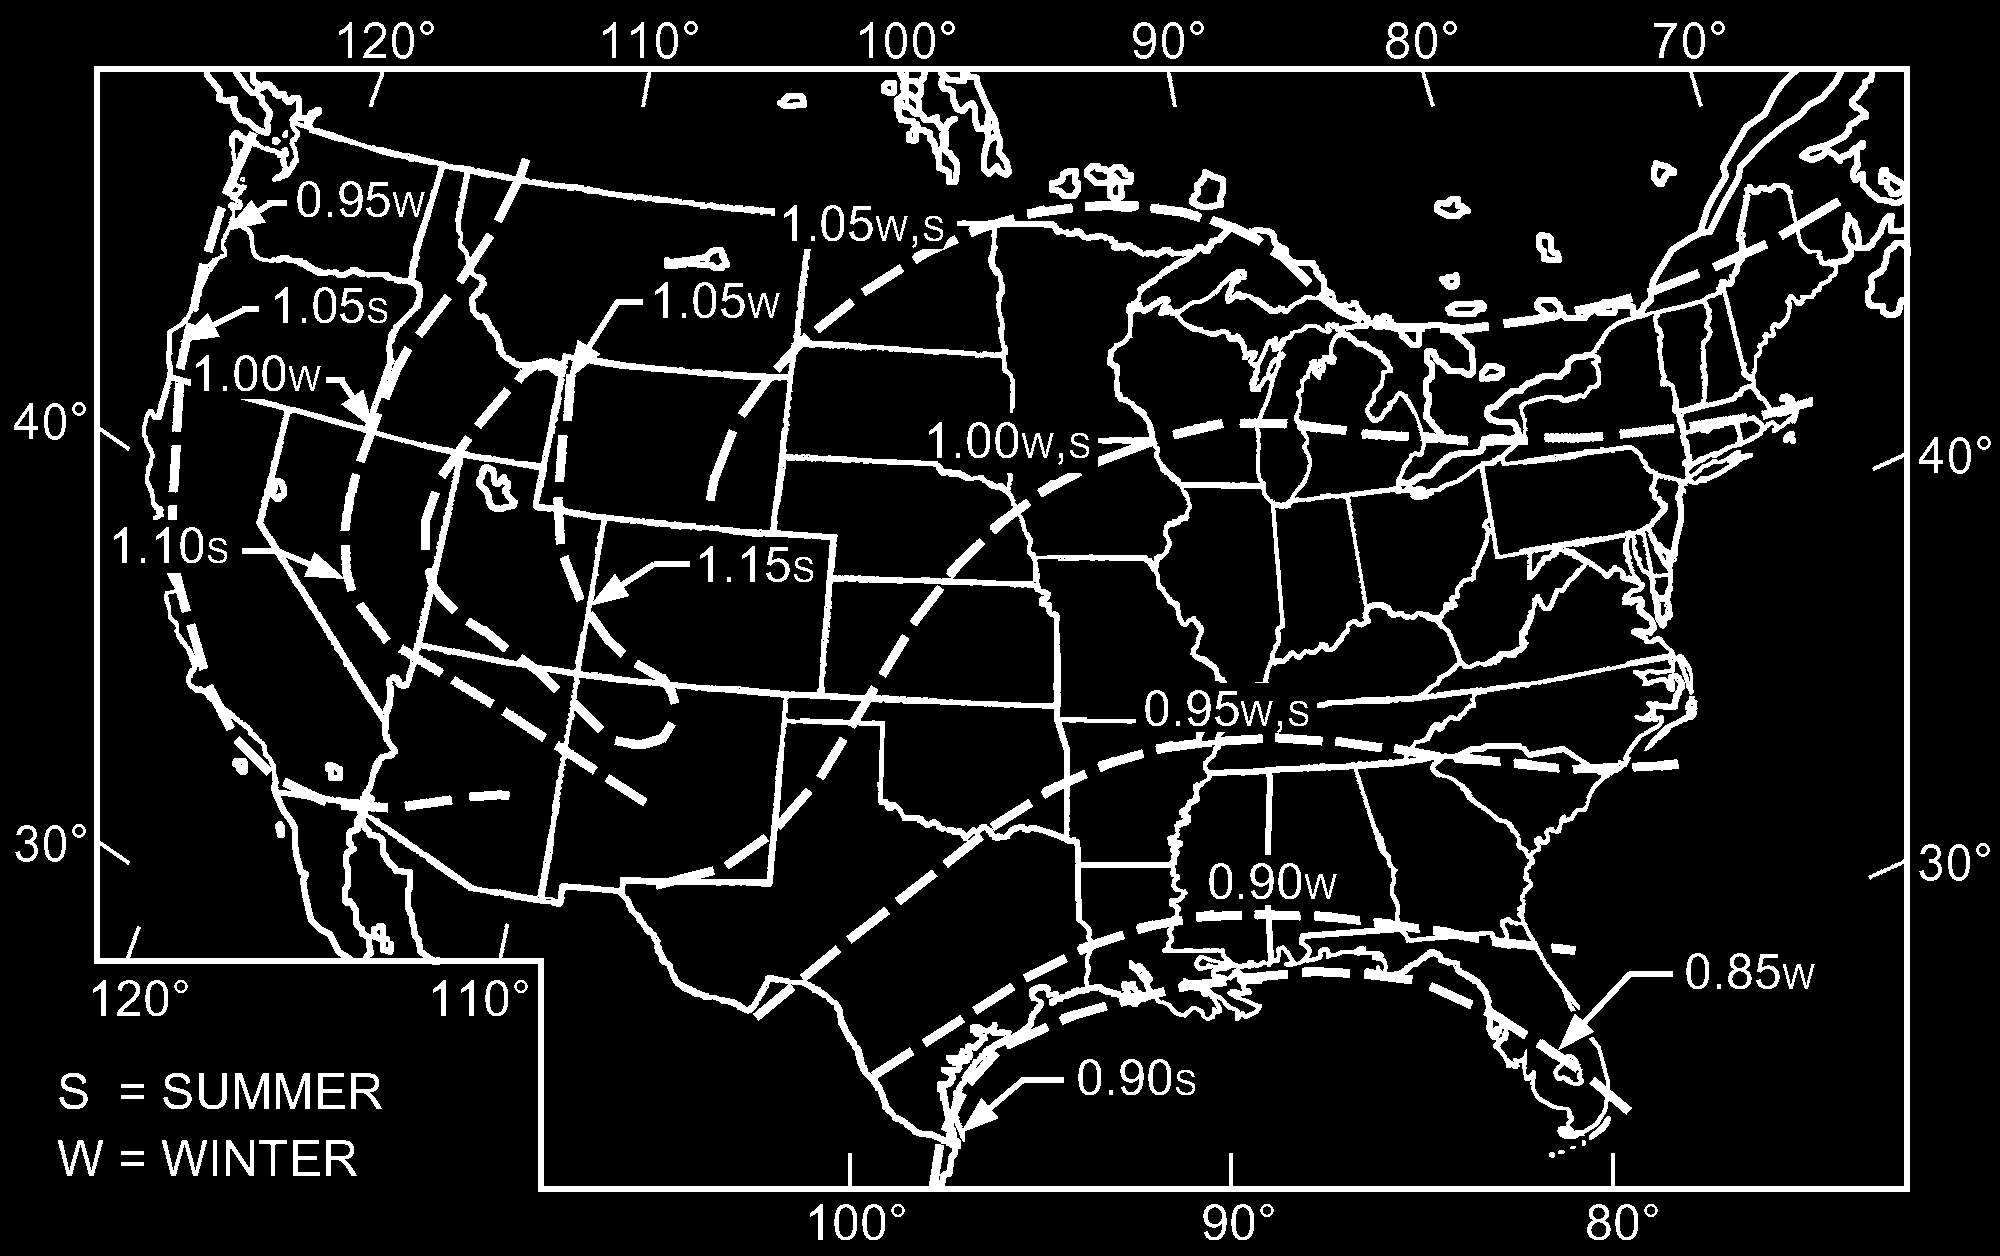 120° 110° 100° 90° 80° 70°
0.95W
1.05W,S
1.05S
1.05W
1.00W
40°
1.00W,S
40°
1.10S
1.15S
0.95W,S
30°
0.90W
30°
0.85W
120° 110°
0.90S
S = SUMMER
W = WINTER
100° 90° 80°